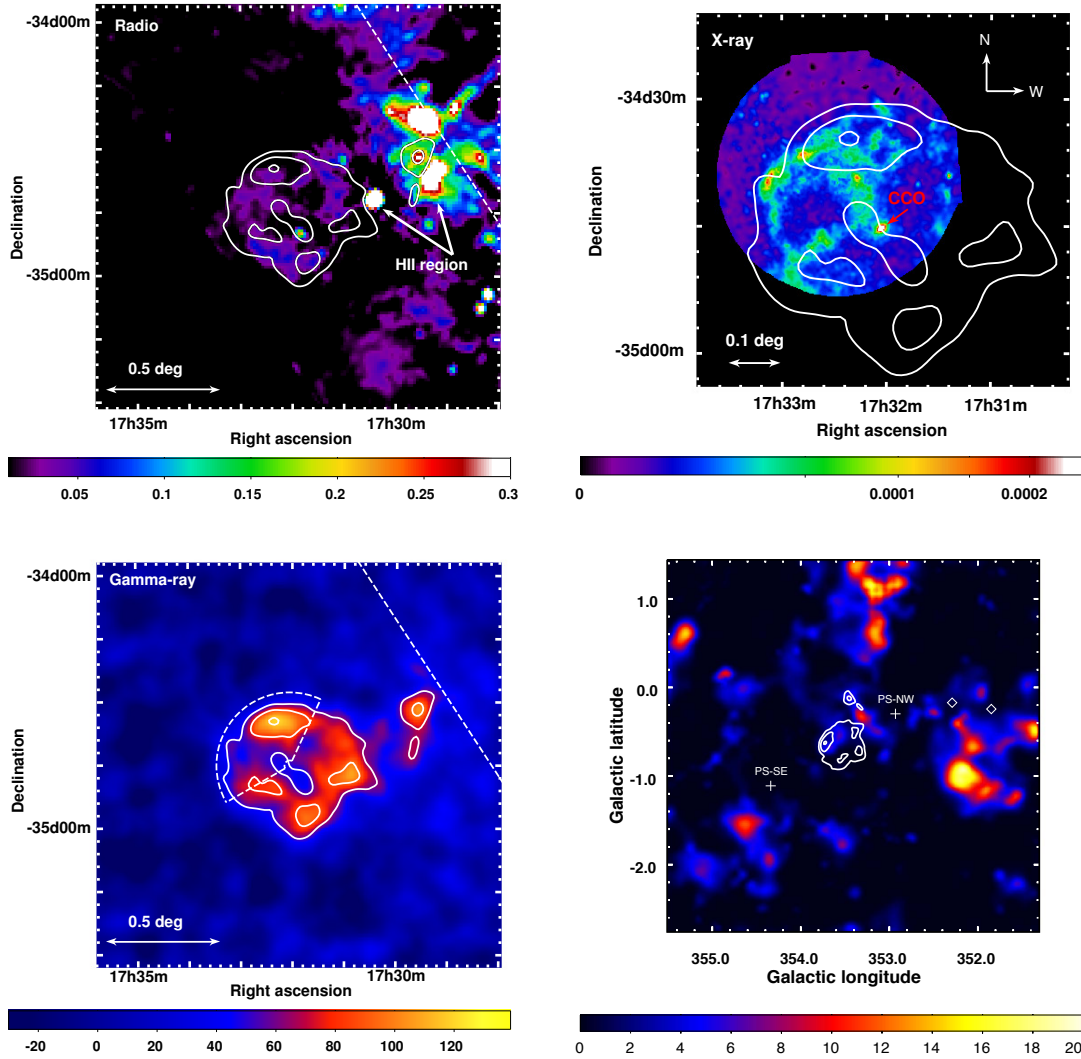 Radio
-34d00m
-35d00m
Declination
HII region
0.5 deg
17h35m
17h30m
Right ascension
0.05
0.1
0.15
0.2
0.25
0.3
X-ray
N
W
-34d30m
-35d00m
Declination
CCO
0.1 deg
17h33m
17h32m
17h31m
Right ascension
0
0.0001
0.0002
Gamma-ray
-34d00m
-35d00m
Declination
0.5 deg
17h35m
17h30m
Right ascension
-20
0
20
40
60
80
100
120
1.0
0.0
-1.0
-2.0
Galactic latitude
PS-NW
PS-SE
355.0
354.0
353.0
352.0
Galactic longitude
0
2
4
6
8
10
12
14
16
18
20